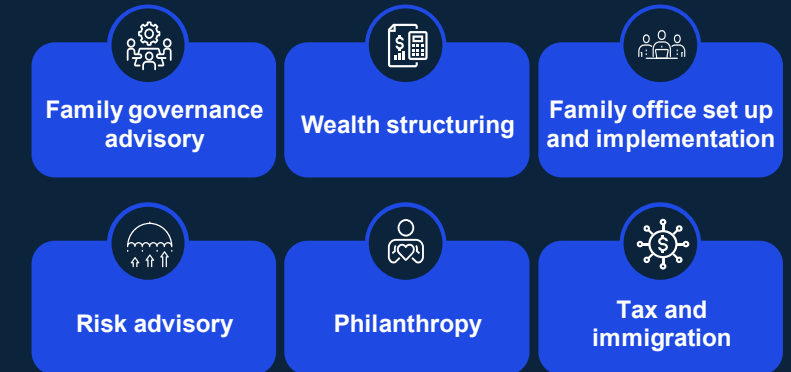 Family governance
advisory
Wealth structuring
Family office set up
and implementation
Risk advisory
Philanthropy
Tax and
immigration